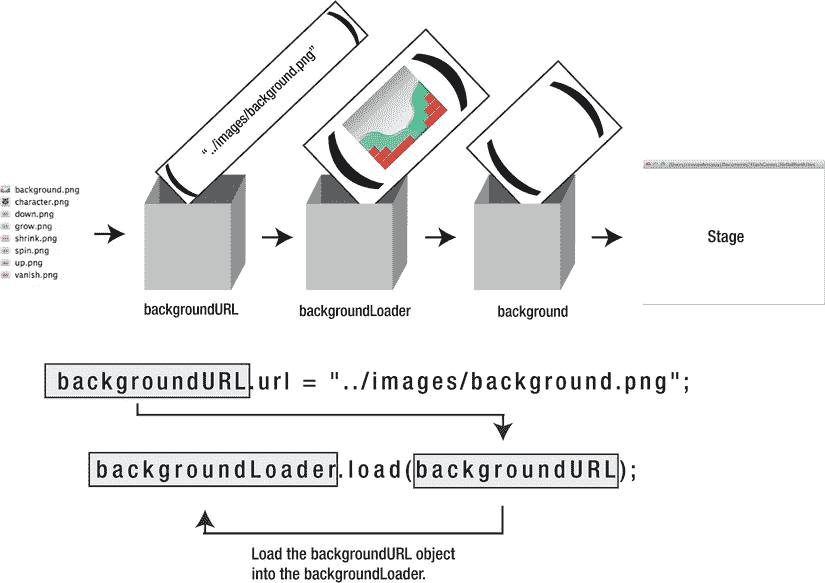 "../images/background.png"
background.png
character.png
down.png
grow.png
shrink.png
spin.png
up.png
vanish.png
Stage
backgroundURL
backgroundLoader
background
backgroundURL.url = "../images/background.png";
backgroundLoader.load(backgroundURL);
Load the backgroundURL object
into the backgroundLoader.